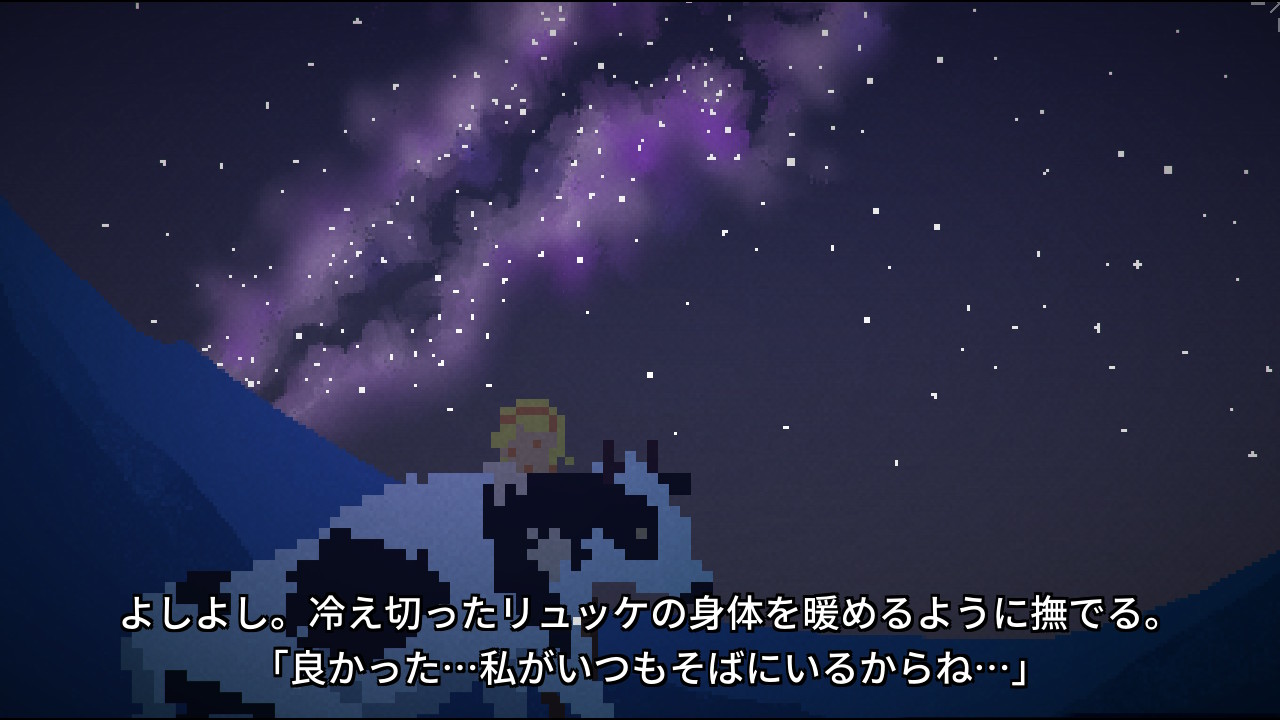 よしよし。冷え切ったリュッケの身体を暖めるように撫でる。
「良かった…私がいつもそばにいるからね…」